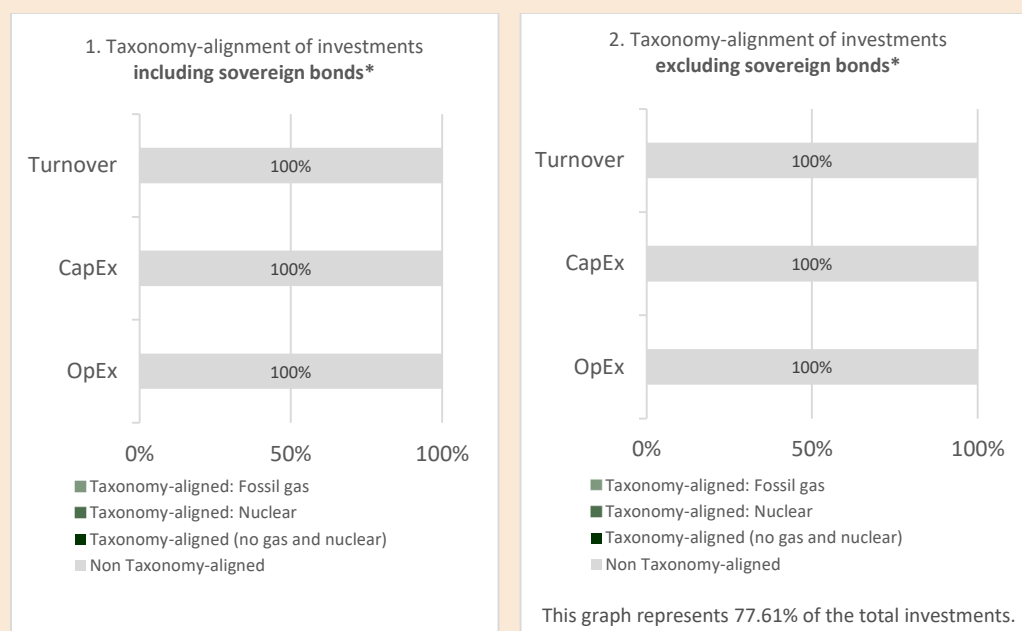 1. Taxonomy-alignment of investments
including sovereign bonds*
Turnover
100%
CapEx
100%
OpEx
100%
0%
50%
100%
Taxonomy-aligned: Fossil gas
Taxonomy-aligned: Nuclear
Taxonomy-aligned (no gas and nuclear)
Non Taxonomy-aligned
2. Taxonomy-alignment of investments
excluding sovereign bonds*
Turnover
100%
CapEx
100%
OpEx
100%
0%
50%
100%
Taxonomy-aligned: Fossil gas
Taxonomy-aligned: Nuclear
Taxonomy-aligned (no gas and nuclear)
Non Taxonomy-aligned
This graph represents 77.61% of the total investments.